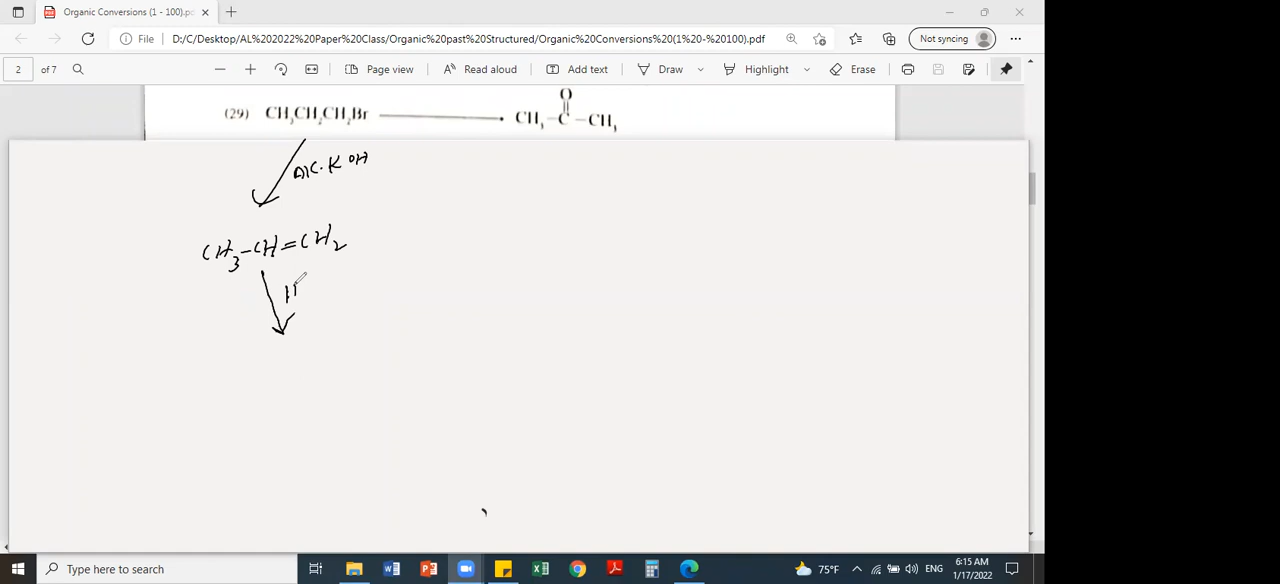 Organic Conversions (1 - 100).pc
File D:/C/Desktop/AL%202022%20Paper%20Class/Organic%20past%20Structured/Organic%20Conversions%20(1%20-%20100).pdf Not syncing
2 of 7 Page view Read aloud Add text Draw Highlight Erase
(29) CH₃CH₂CH₂Br CH₃–C–CH₃
O
alc. KOH
CH₃–CH=CH₂
Type here to search
75°F ENG
6:15 AM
1/17/2022